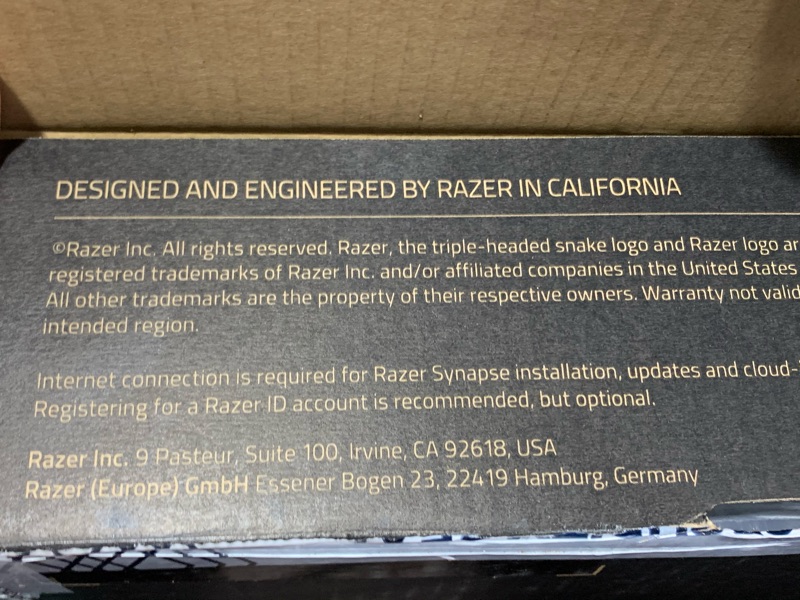 DESIGNED AND ENGINEERED BY RAZER IN CALIFORNIA
©Razer Inc. All rights reserved. Razer, the triple-headed snake logo and Razer logo ar
registered trademarks of Razer Inc. and/or affiliated companies in the United States
All other trademarks are the property of their respective owners. Warranty not valid
intended region.
Internet connection is required for Razer Synapse installation, updates and cloud-
Registering for a Razer ID account is recommended, but optional.
Razer Inc. 9 Pasteur, Suite 100, Irvine, CA 92618, USA
Razer (Europe) GmbH Essener Bogen 23, 22419 Hamburg, Germany